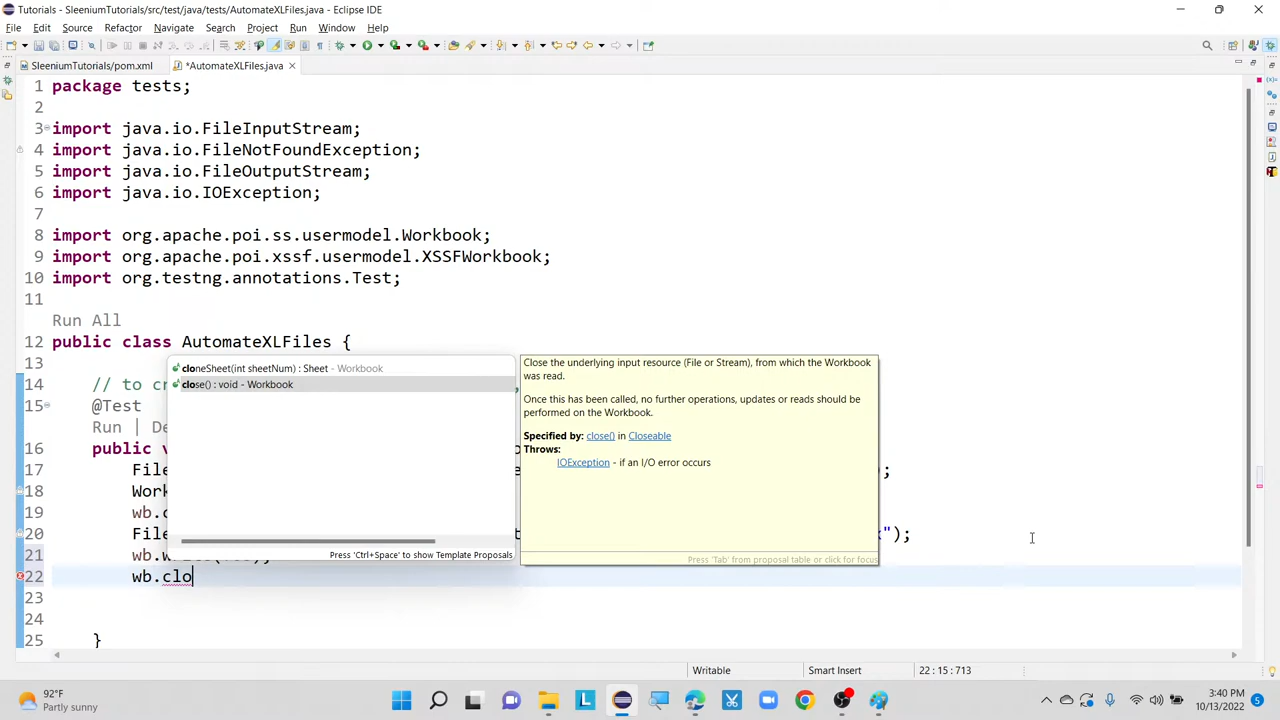 Tutorials - SleeniumTutorials/src/test/java/tests/AutomateXLFiles.java - Eclipse IDE
File Edit Source Refactor Navigate Search Project Run Window Help
SleeniumTutorials/pom.xml *AutomateXLFiles.java
1 package tests;
2
3 import java.io.FileInputStream;
4 import java.io.FileNotFoundException;
5 import java.io.FileOutputStream;
6 import java.io.IOException;
7
8 import org.apache.poi.ss.usermodel.Workbook;
9 import org.apache.poi.xssf.usermodel.XSSFWorkbook;
10 import org.testng.annotations.Test;
11
Run All
12 public class AutomateXLFiles {
13
cloneSheet(int sheetNum) : Sheet - Workbook
close() : void - Workbook
Press 'Ctrl+Space' to show Template Proposals
Close the underlying input resource (File or Stream), from which the Workbook
was read.
Once this has been called, no further operations, updates or reads should be
performed on the Workbook.
Specified by: close() in Closeable
Throws:
IOException - if an I/O error occurs
Press 'Tab' from proposal table or click for focus
14 // to cr
15 @Test
Run | De
16 public v
17 File );
18 Work
19 wb.c
20 File x");
21 wb.
22 wb.clo
23
24
25 }
Writable Smart Insert 22 : 15 : 713
92°F
Partly sunny
3:40 PM
10/13/2022
5